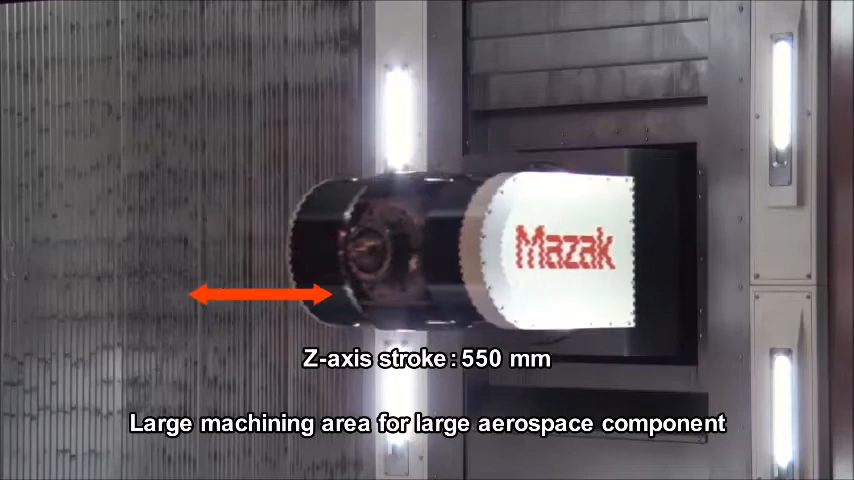 Mazak
Z-axis stroke : 550 mm
Large machining area for large aerospace component